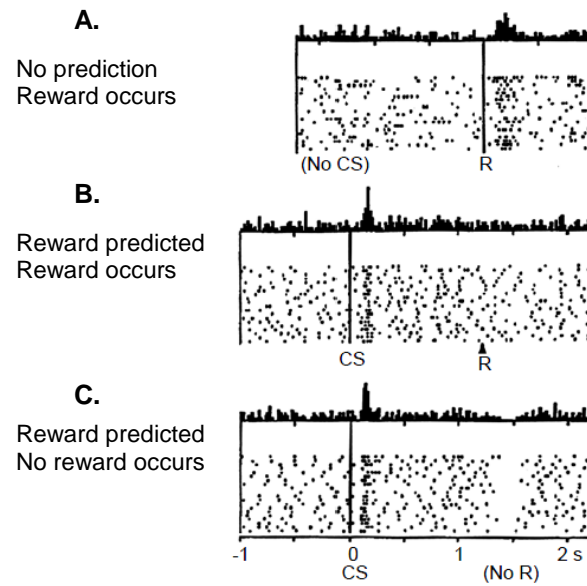 A.
No prediction
Reward occurs
(No CS) R
B.
Reward predicted
Reward occurs
CS R
C.
Reward predicted
No reward occurs
-1 0 1 2 s
CS (No R)